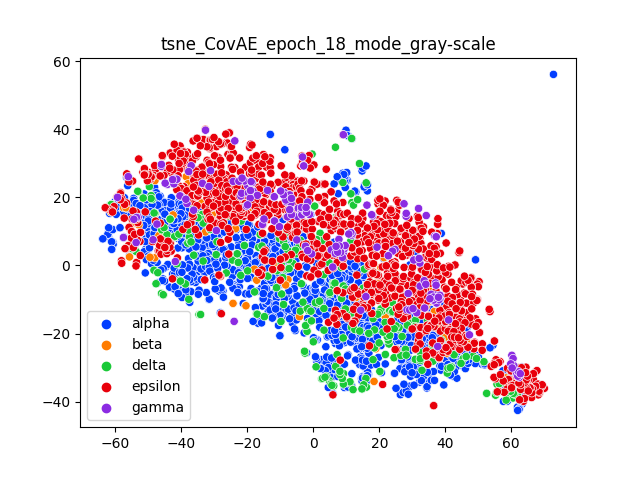 tsne_CovAE_epoch_18_mode_gray-scale
60
40
20
0
−20
−40
alpha
beta
delta
epsilon
gamma
−60 −40 −20 0 20 40 60